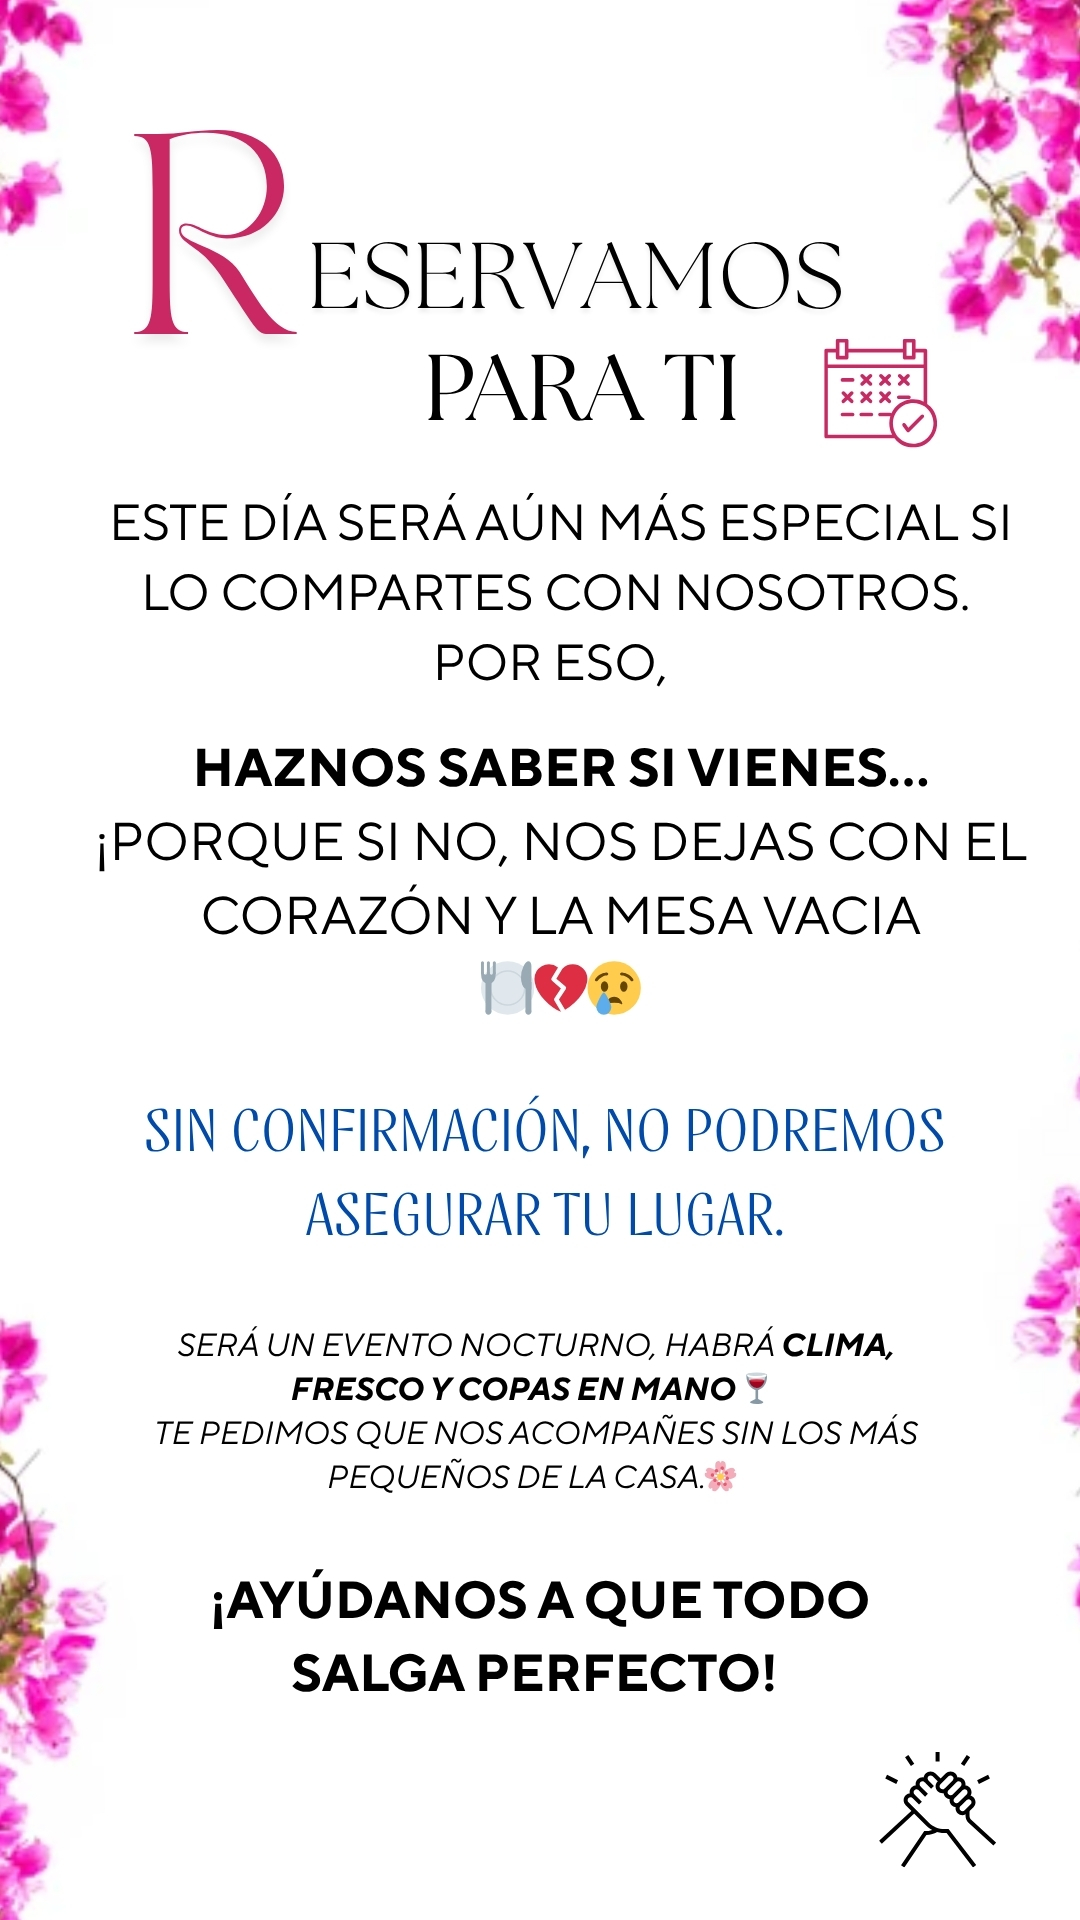 RESERVAMOS
PARA TI
ESTE DÍA SERÁ AÚN MÁS ESPECIAL SI
LO COMPARTES CON NOSOTROS.
POR ESO,
HAZNOS SABER SI VIENES...
¡PORQUE SI NO, NOS DEJAS CON EL
CORAZÓN Y LA MESA VACIA
🍽️💔😢
SIN CONFIRMACIÓN, NO PODREMOS
ASEGURAR TU LUGAR.
SERÁ UN EVENTO NOCTURNO, HABRÁ CLIMA,
FRESCO Y COPAS EN MANO🍷
TE PEDIMOS QUE NOS ACOMPAÑES SIN LOS MÁS
PEQUEÑOS DE LA CASA.🌸
¡AYÚDANOS A QUE TODO
SALGA PERFECTO!